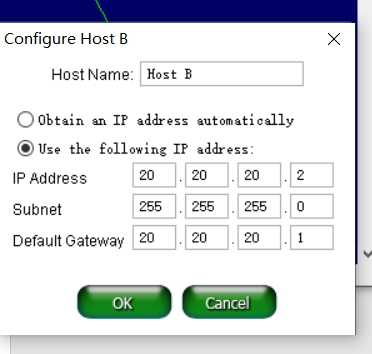 Configure Host B
Host Name: Host B
Obtain an IP address automatically
Use the following IP address:
IP Address 20 . 20 . 20 . 2
Subnet 255 . 255 . 255 . 0
Default Gateway 20 . 20 . 20 . 1
OK Cancel